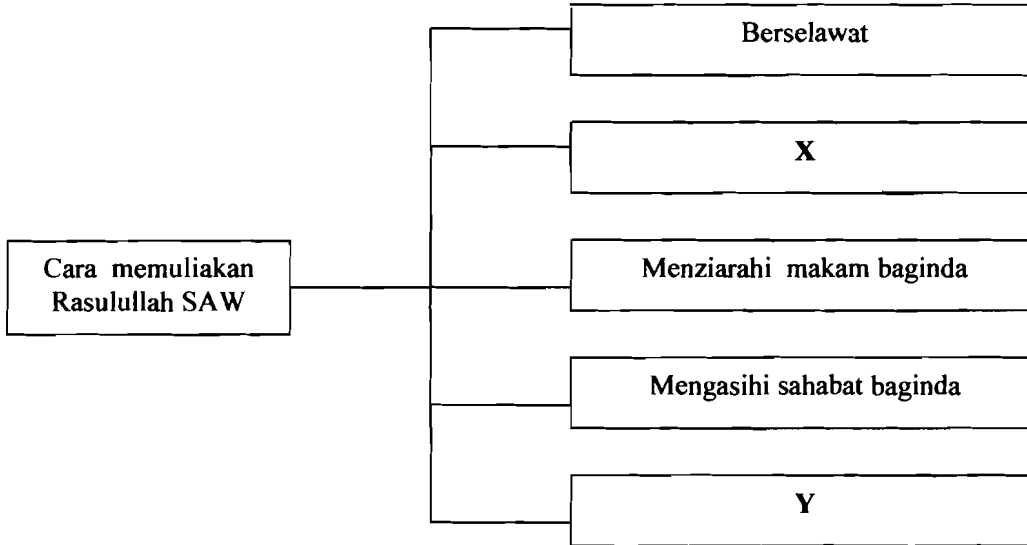 Berselawat
X
Cara memuliakan
Rasulullah SAW
Menziarahi makam baginda
Mengasihi sahabat baginda
Y